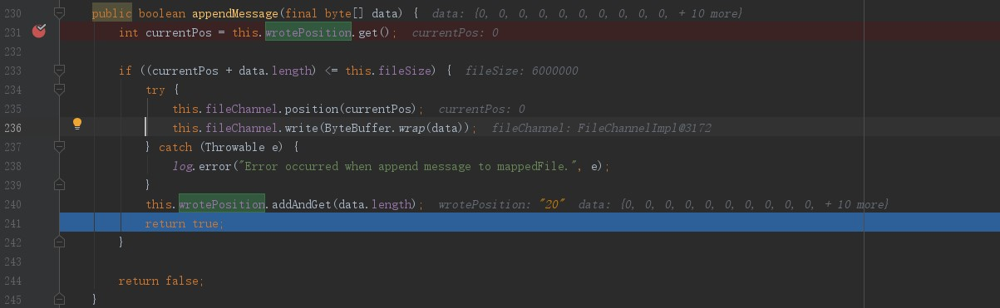 230 public boolean appendMessage(final byte[] data) { data: {0, 0, 0, 0, 0, 0, 0, 0, 0, 0, + 10 more}
231 int currentPos = this.wrotePosition.get(); currentPos: 0
232
233 if ((currentPos + data.length) <= this.fileSize) { fileSize: 6000000
234 try {
235 this.fileChannel.position(currentPos); currentPos: 0
236 this.fileChannel.write(ByteBuffer.wrap(data)); fileChannel: FileChannelImpl@3172
237 } catch (Throwable e) {
238 log.error("Error occurred when append message to mappedFile.", e);
239 }
240 this.wrotePosition.addAndGet(data.length); wrotePosition: "20" data: {0, 0, 0, 0, 0, 0, 0, 0, 0, 0, + 10 more}
241 return true;
242 }
243
244 return false;
245 }